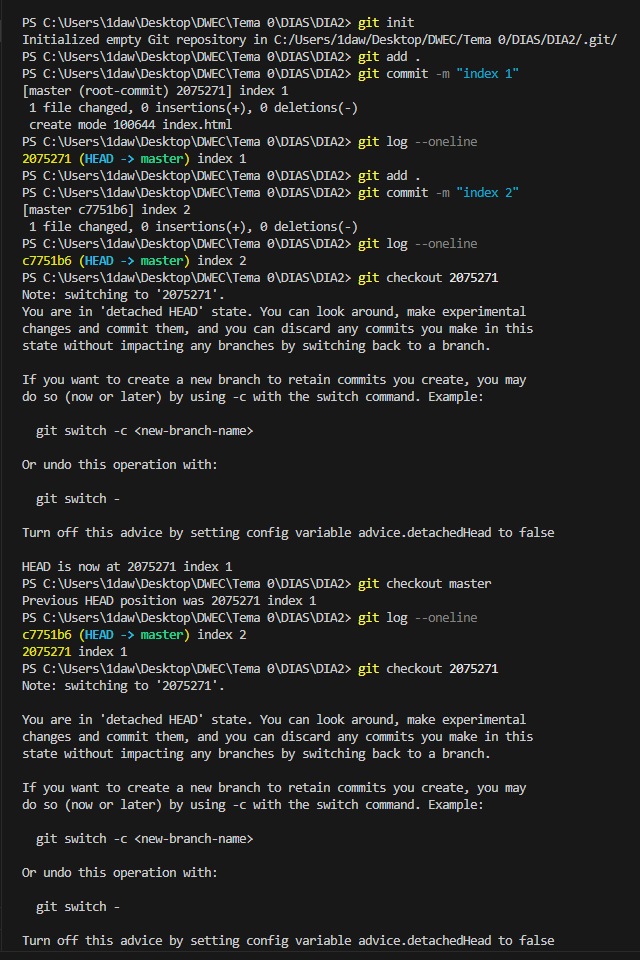 PS C:\Users\1daw\Desktop\DWEC\Tema 0\DIAS\DIA2> git init
Initialized empty Git repository in C:/Users/1daw/Desktop/DWEC/Tema 0/DIAS/DIA2/.git/
PS C:\Users\1daw\Desktop\DWEC\Tema 0\DIAS\DIA2> git add .
PS C:\Users\1daw\Desktop\DWEC\Tema 0\DIAS\DIA2> git commit -m "index 1"
[master (root-commit) 2075271] index 1
 1 file changed, 0 insertions(+), 0 deletions(-)
 create mode 100644 index.html
PS C:\Users\1daw\Desktop\DWEC\Tema 0\DIAS\DIA2> git log --oneline
2075271 (HEAD -> master) index 1
PS C:\Users\1daw\Desktop\DWEC\Tema 0\DIAS\DIA2> git add .
PS C:\Users\1daw\Desktop\DWEC\Tema 0\DIAS\DIA2> git commit -m "index 2"
[master c7751b6] index 2
 1 file changed, 0 insertions(+), 0 deletions(-)
PS C:\Users\1daw\Desktop\DWEC\Tema 0\DIAS\DIA2> git log --oneline
c7751b6 (HEAD -> master) index 2
PS C:\Users\1daw\Desktop\DWEC\Tema 0\DIAS\DIA2> git checkout 2075271
Note: switching to '2075271'.
You are in 'detached HEAD' state. You can look around, make experimental
changes and commit them, and you can discard any commits you make in this
state without impacting any branches by switching back to a branch.

If you want to create a new branch to retain commits you create, you may
do so (now or later) by using -c with the switch command. Example:

  git switch -c <new-branch-name>

Or undo this operation with:

  git switch -

Turn off this advice by setting config variable advice.detachedHead to false

HEAD is now at 2075271 index 1
PS C:\Users\1daw\Desktop\DWEC\Tema 0\DIAS\DIA2> git checkout master
Previous HEAD position was 2075271 index 1
PS C:\Users\1daw\Desktop\DWEC\Tema 0\DIAS\DIA2> git log --oneline
c7751b6 (HEAD -> master) index 2
2075271 index 1
PS C:\Users\1daw\Desktop\DWEC\Tema 0\DIAS\DIA2> git checkout 2075271
Note: switching to '2075271'.

You are in 'detached HEAD' state. You can look around, make experimental
changes and commit them, and you can discard any commits you make in this
state without impacting any branches by switching back to a branch.

If you want to create a new branch to retain commits you create, you may
do so (now or later) by using -c with the switch command. Example:

  git switch -c <new-branch-name>

Or undo this operation with:

  git switch -

Turn off this advice by setting config variable advice.detachedHead to false